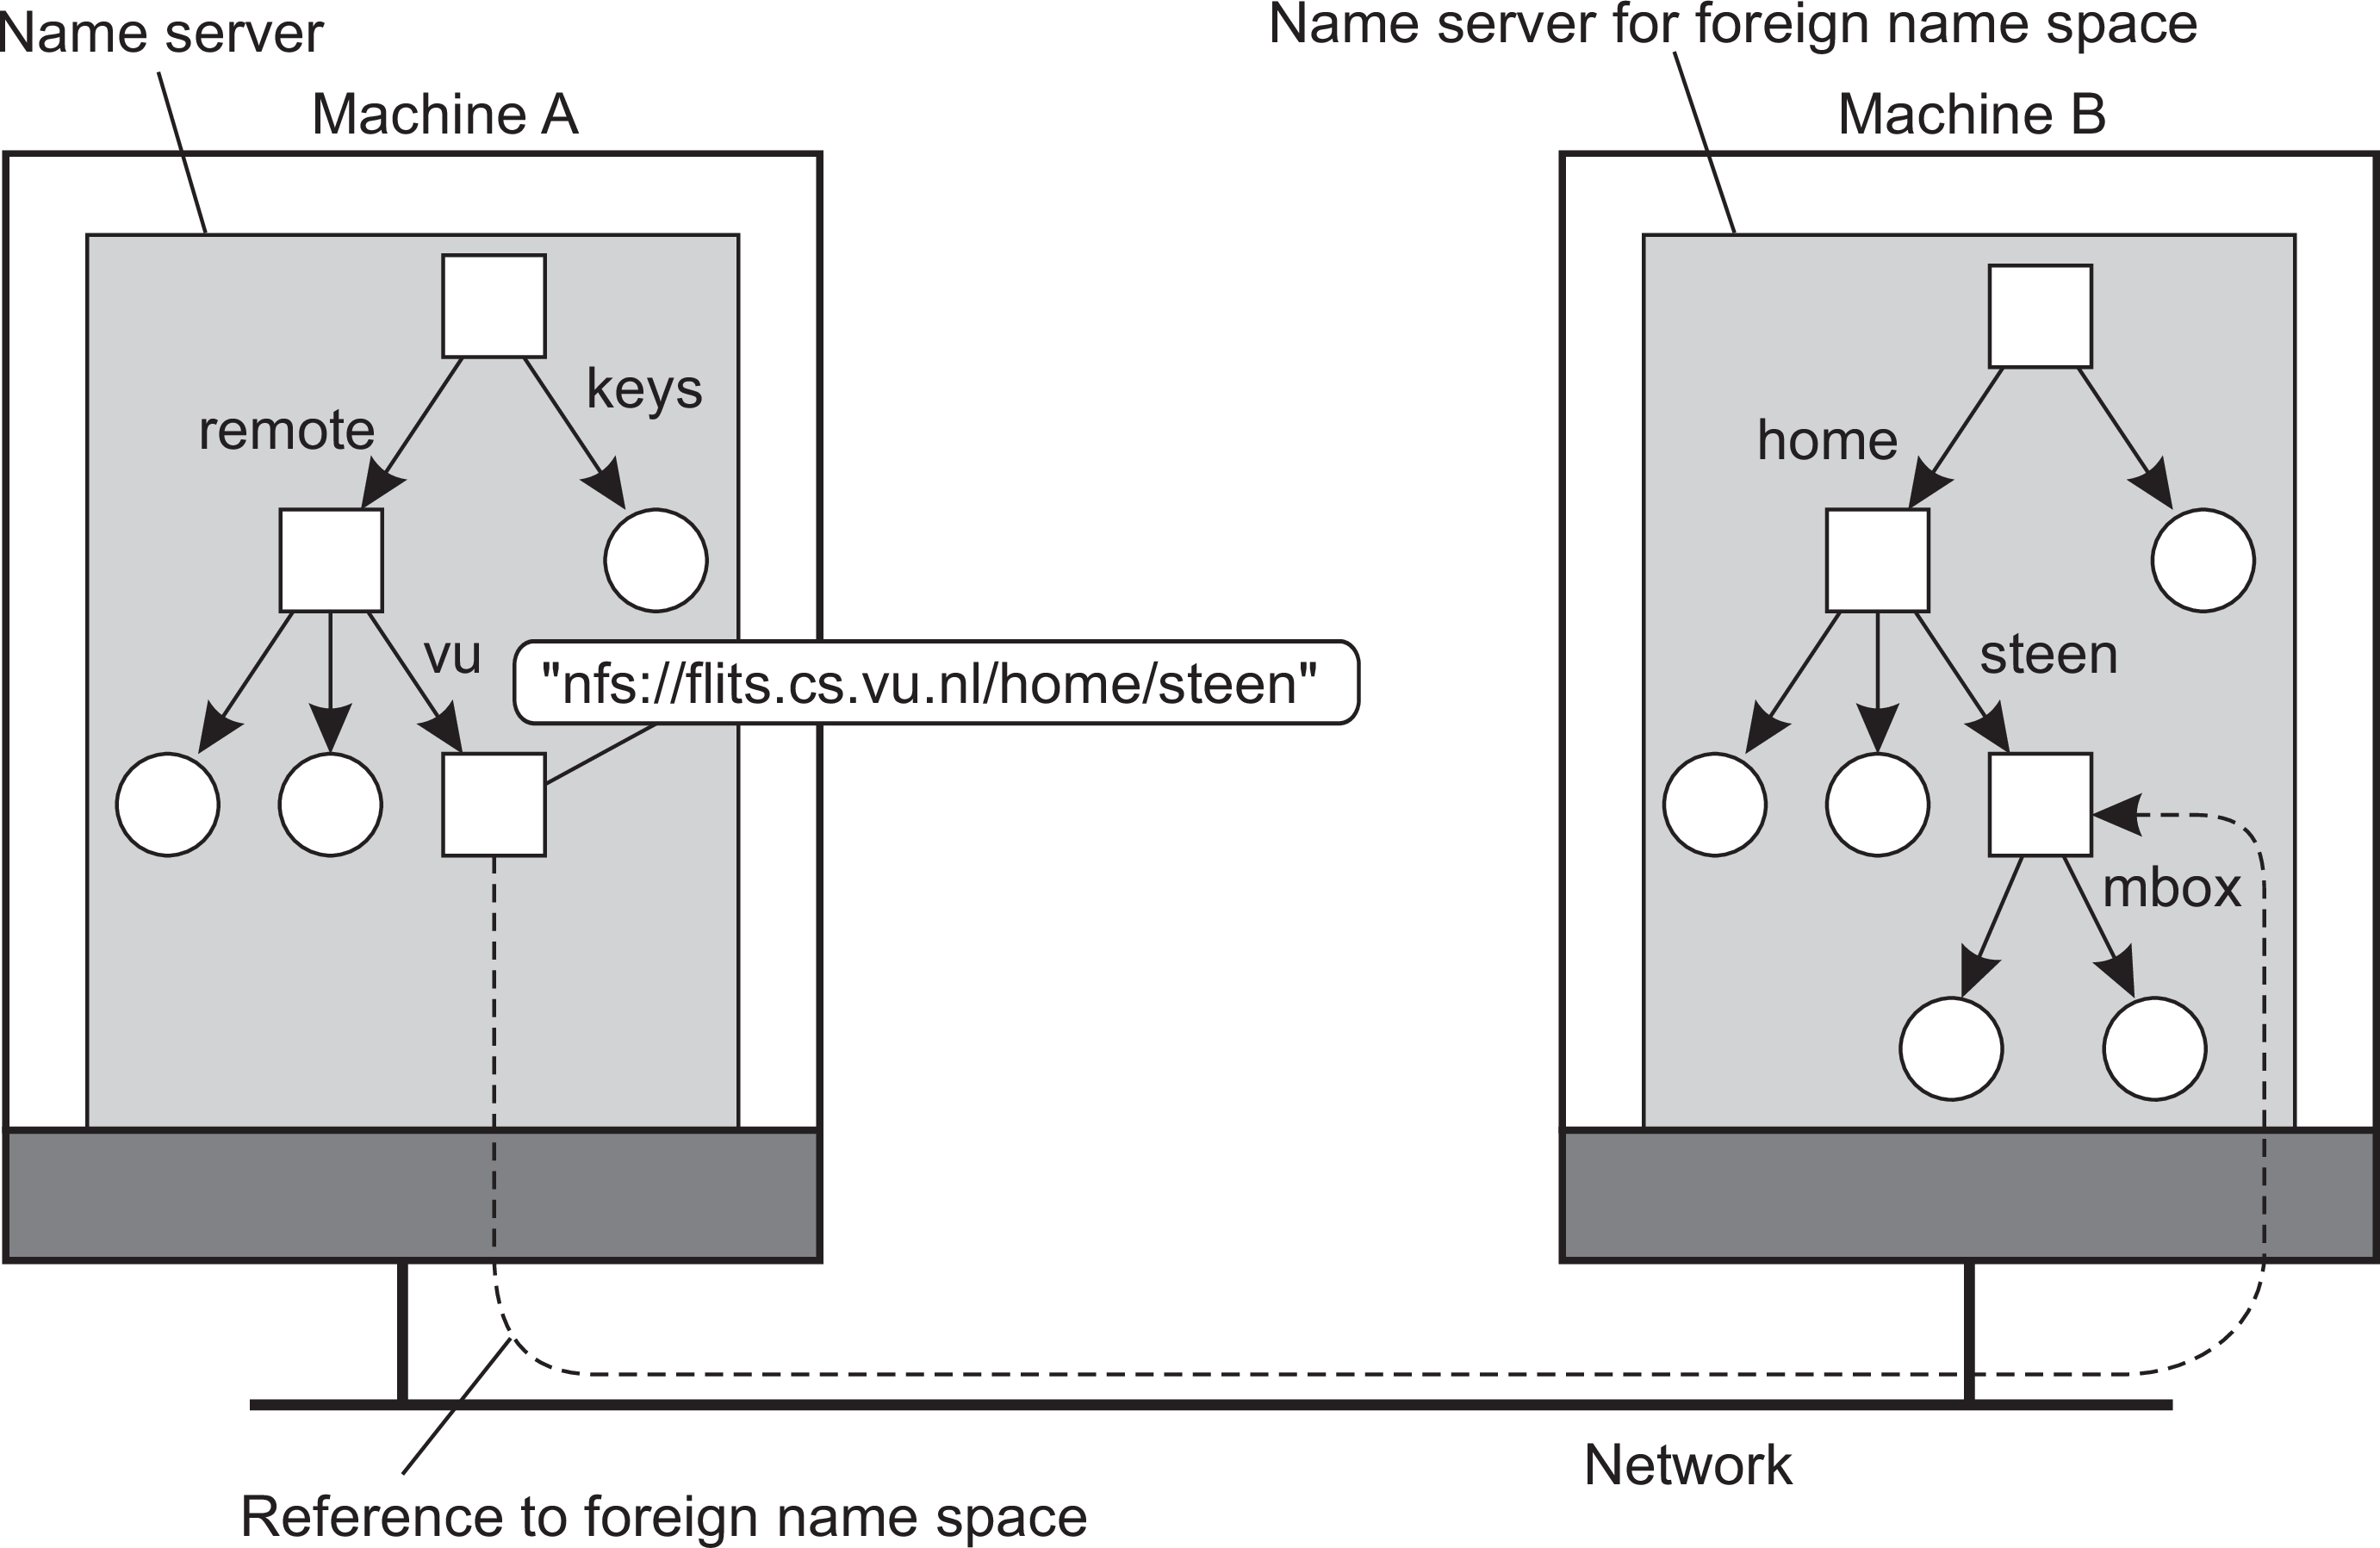 Name server
Name server for foreign name space
Machine A
Machine B
keys
remote
home
vu
steen
"nfs://flits.cs.vu.nl/home/steen"
mbox
Network
Reference to foreign name space